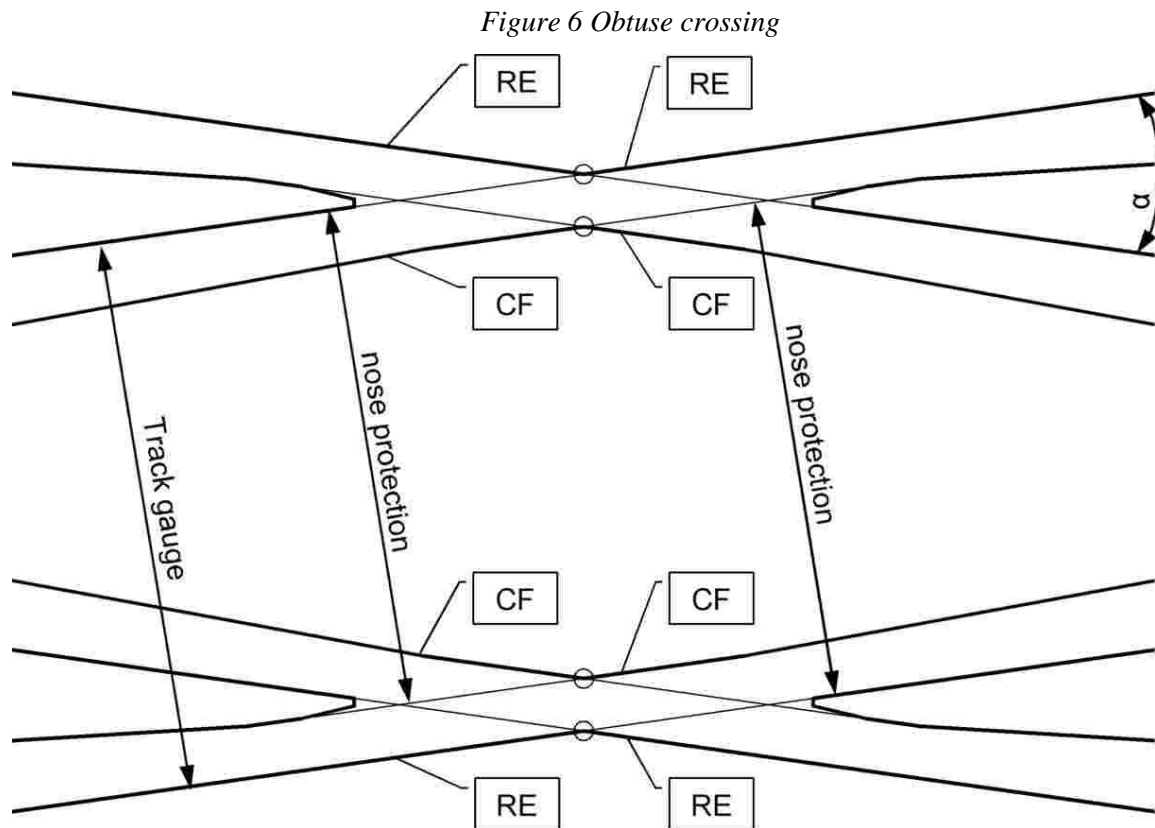 Figure 6 Obtuse crossing
RE
RE
α
CF
CF
Track gauge
nose protection
nose protection
CF
CF
RE
RE